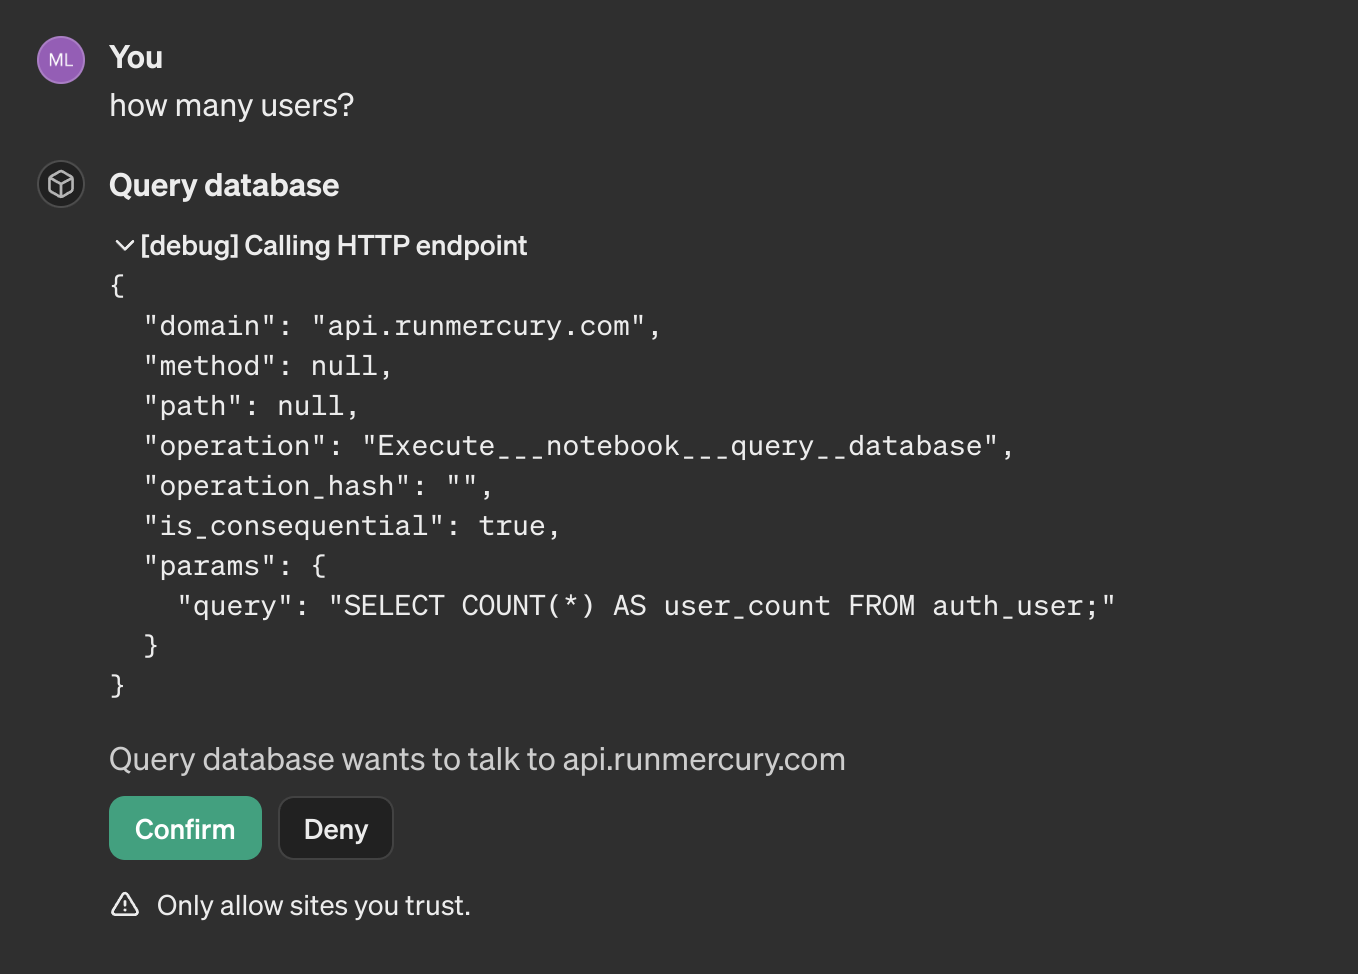 ML
You
how many users?
Query database
[debug] Calling HTTP endpoint
{
  "domain": "api.runmercury.com",
  "method": null,
  "path": null,
  "operation": "Execute___notebook___query__database",
  "operation_hash": "",
  "is_consequential": true,
  "params": {
    "query": "SELECT COUNT(*) AS user_count FROM auth_user;"
  }
}
Query database wants to talk to api.runmercury.com
Confirm Deny
Only allow sites you trust.